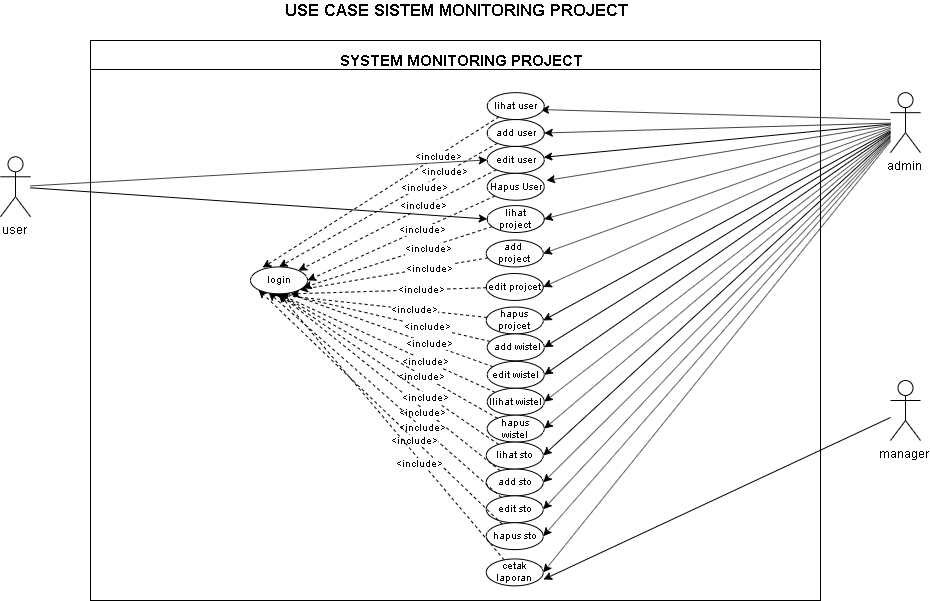 USE CASE SISTEM MONITORING PROJECT
SYSTEM MONITORING PROJECT
lihat user
add user
<include>
edit user
admin
<include>
<include>
Hapus User
<include>
lihat
project
user
<include>
<include>
add
project
<include>
login
edit projcet
<include>
<include>
hapus
projcet
<include>
add wistel
<include>
<include>
edit wistel
<include>
<include>
llihat wistel
<include>
hapus
wistel
<include>
<include>
lihat sto
manager
<include>
add sto
edit sto
hapus sto
cetak
laporan